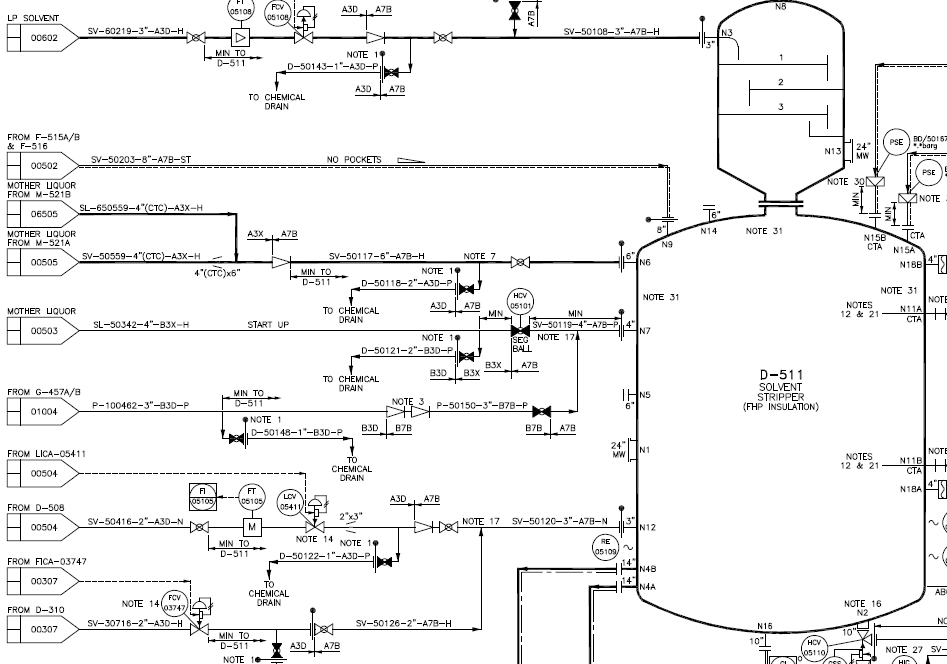 LP SOLVENT
00602
SV-60219-3"-A3D-H
FT
05108
FCV
05108
A3D
A7B
MIN TO
D-511
NOTE 1
D-50143-1"-A3D-P
A3D
A7B
TO CHEMICAL
DRAIN
A7B
SV-50108-3"-A7B-H
3"
N8
N3
1
2
3
N13
24"
MW
FROM F-515A/B
& F-516
00502
SV-50203-8"-A7B-ST
NO POCKETS
MOTHER LIQUOR
FROM M-521B
06505
SL-650559-4"(CTC)-A3X-H
MOTHER LIQUOR
FROM M-521A
00505
SV-50559-4"(CTC)-A3X-H
4"(CTC)x6"
A3X
A7B
MIN TO
D-511
SV-50117-6"-A7B-H
NOTE 7
NOTE 1
D-50118-2"-A3D-P
A3D
A7B
TO CHEMICAL
DRAIN
6"
N6
8"
N9
6"
N14
NOTE 31
PSE
BD/50167
*.*barg
PSE
NOTE 30
NOTE
MIN
MIN
N15B
CTA
CTA
N15A
N18B
4"
NOTE 31
NOTE 31
MOTHER LIQUOR
00503
SL-50342-4"-B3X-H
START UP
HCV
05101
MIN
MIN
SV-50119-4"-A7B-P
SEG
BALL
NOTE 17
4"
N7
NOTE 1
D-50121-2"-B3D-P
B3D
B3X
B3X
A7B
TO CHEMICAL
DRAIN
NOTES
12 & 21
N11A
CTA
NOTE
D-511
SOLVENT
STRIPPER
(FHP INSULATION)
FROM G-457A/B
01004
P-100462-3"-B3D-P
MIN TO
D-511
NOTE 3
P-50150-3"-B7B-P
NOTE 1
D-50148-1"-B3D-P
B3D
B7B
B7B
A7B
TO
CHEMICAL
DRAIN
N5
6"
24"
MW
N1
NOTES
12 & 21
N11B
CTA
NOTE
N18A
4"
FROM LICA-05411
00504
FROM D-508
00504
SV-50416-2"-A3D-N
FI
05105
FT
05105
M
LCV
05411
MIN TO
D-511
NOTE 14
2"x3"
A3D
A7B
NOTE 17
SV-50120-3"-A7B-N
3"
N12
NOTE 1
D-50122-1"-A3D-P
TO
CHEMICAL
DRAIN
RE
05109
14"
N4B
14"
N4A
FROM FICA-03747
00307
FROM D-310
00307
NOTE 14
FCV
03747
SV-30716-2"-A3D-H
MIN TO
D-511
A3D
A7B
SV-50126-2"-A7B-H
NOTE 1
N16
10"
NOTE 16
N2
10"
HCV
05110
NOTE 27
SV-